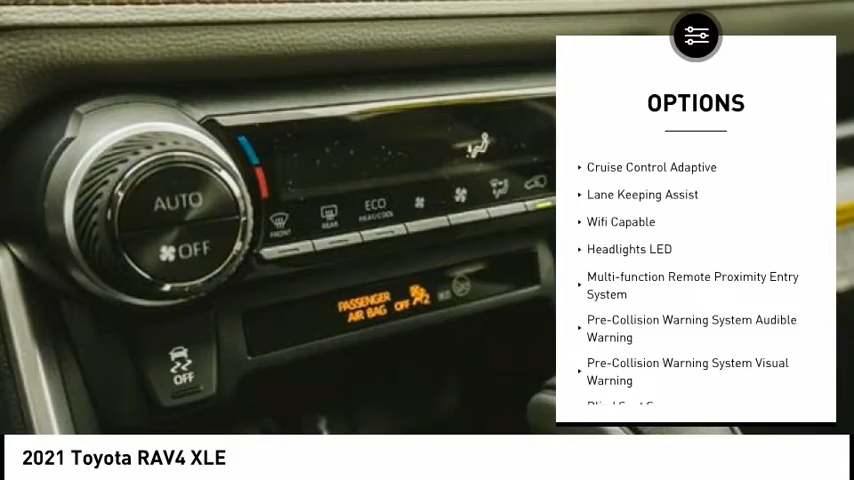 AUTO
OFF
FRONT
REAR
ECO
HEAT/COOL
PASSENGER
AIR BAG OFF
2
OFF
OPTIONS
Cruise Control Adaptive
Lane Keeping Assist
Wifi Capable
Headlights LED
Multi-function Remote Proximity Entry
System
Pre-Collision Warning System Audible
Warning
Pre-Collision Warning System Visual
Warning
2021 Toyota RAV4 XLE